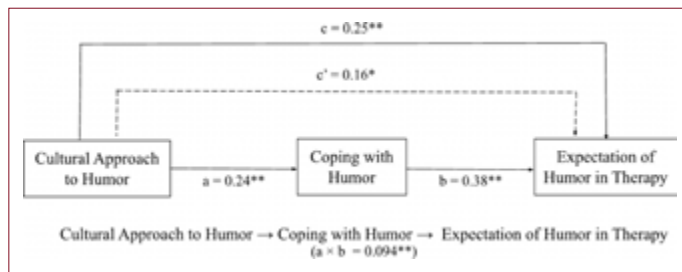 c = 0.25**
c' = 0.16*
Cultural Approach
to Humor
Coping with
Humor
Expectation of
Humor in Therapy
a = 0.24**
b = 0.38**
Cultural Approach to Humor → Coping with Humor → Expectation of Humor in Therapy
(a × b = 0.094**)